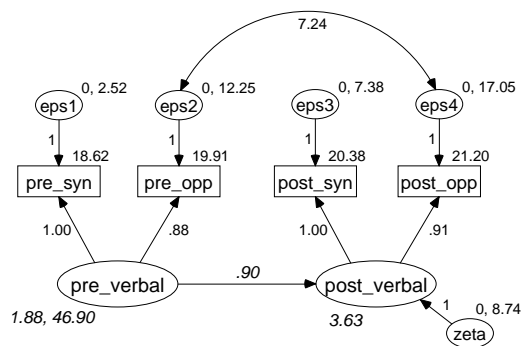 7.24
0, 2.52 0, 12.25 0, 7.38 0, 17.05
eps1 eps2 eps3 eps4
1 1 1 1
18.62 19.91 20.38 21.20
pre_syn pre_opp post_syn post_opp
1.00 .88 1.00 .91
pre_verbal .90 post_verbal
1.88, 46.90 3.63 1 0, 8.74
zeta